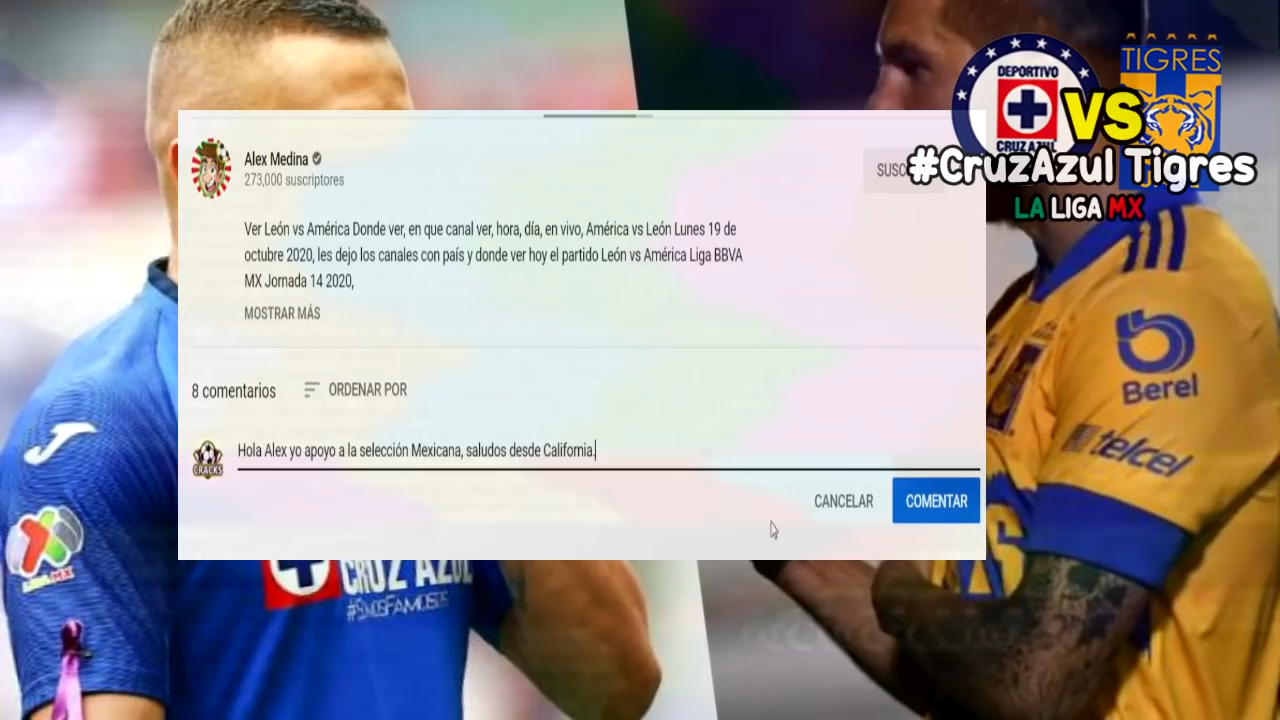 TIGRES
DEPORTIVO
CRUZ AZUL
VS
#CruzAzul Tigres
LA LIGA MX
Alex Medina
273,000 suscriptores
Ver León vs América Donde ver, en que canal ver, hora, día, en vivo, América vs León Lunes 19 de
octubre 2020, les dejo los canales con país y donde ver hoy el partido León vs América Liga BBVA
MX Jornada 14 2020,
MOSTRAR MÁS
8 comentarios
ORDENAR POR
CRACKS
Hola Alex yo apoyo a la selección Mexicana, saludos desde California.
CANCELAR
COMENTAR
Berel
telcel
LIGA MX
CRUZ AZUL
#SOMOSFAMOSOS